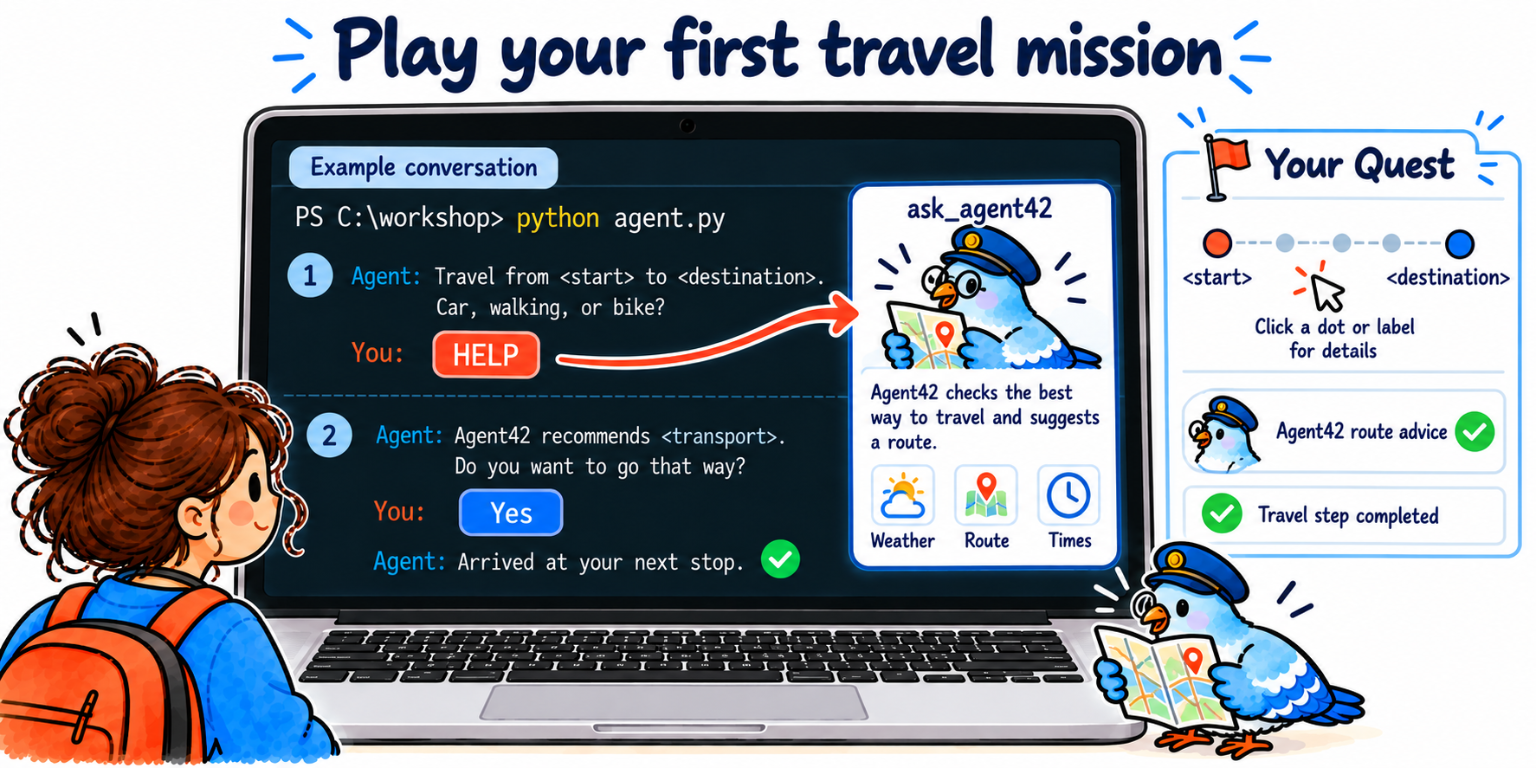 Play your first travel mission
Example conversation
PS C:\workshop> python agent.py
1
Agent: Travel from <start> to <destination>.
Car, walking, or bike?
You: HELP
2
Agent: Agent42 recommends <transport>.
Do you want to go that way?
You: Yes
Agent: Arrived at your next stop.
ask_agent42
Agent42 checks the best
way to travel and suggests
a route.
Weather Route Times
Your Quest
<start> <destination>
Click a dot or label
for details
Agent42 route advice
Travel step completed